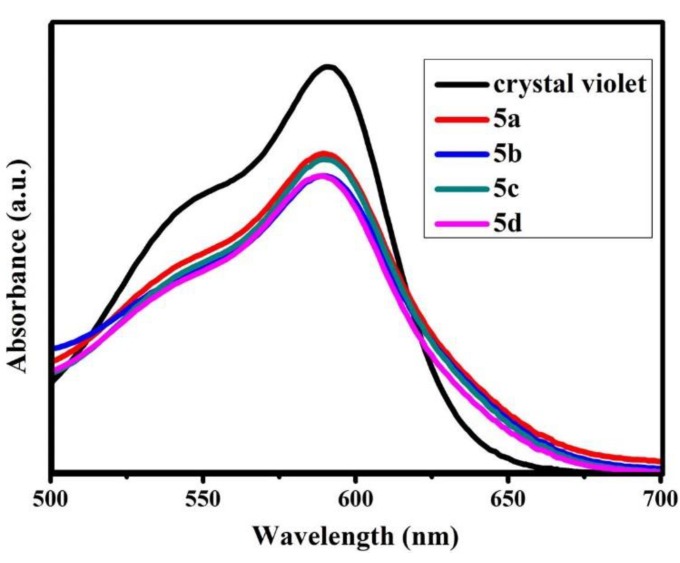 crystal violet
5a
5b
5c
5d
Absorbance (a.u.)
500 550 600 650 700
Wavelength (nm)